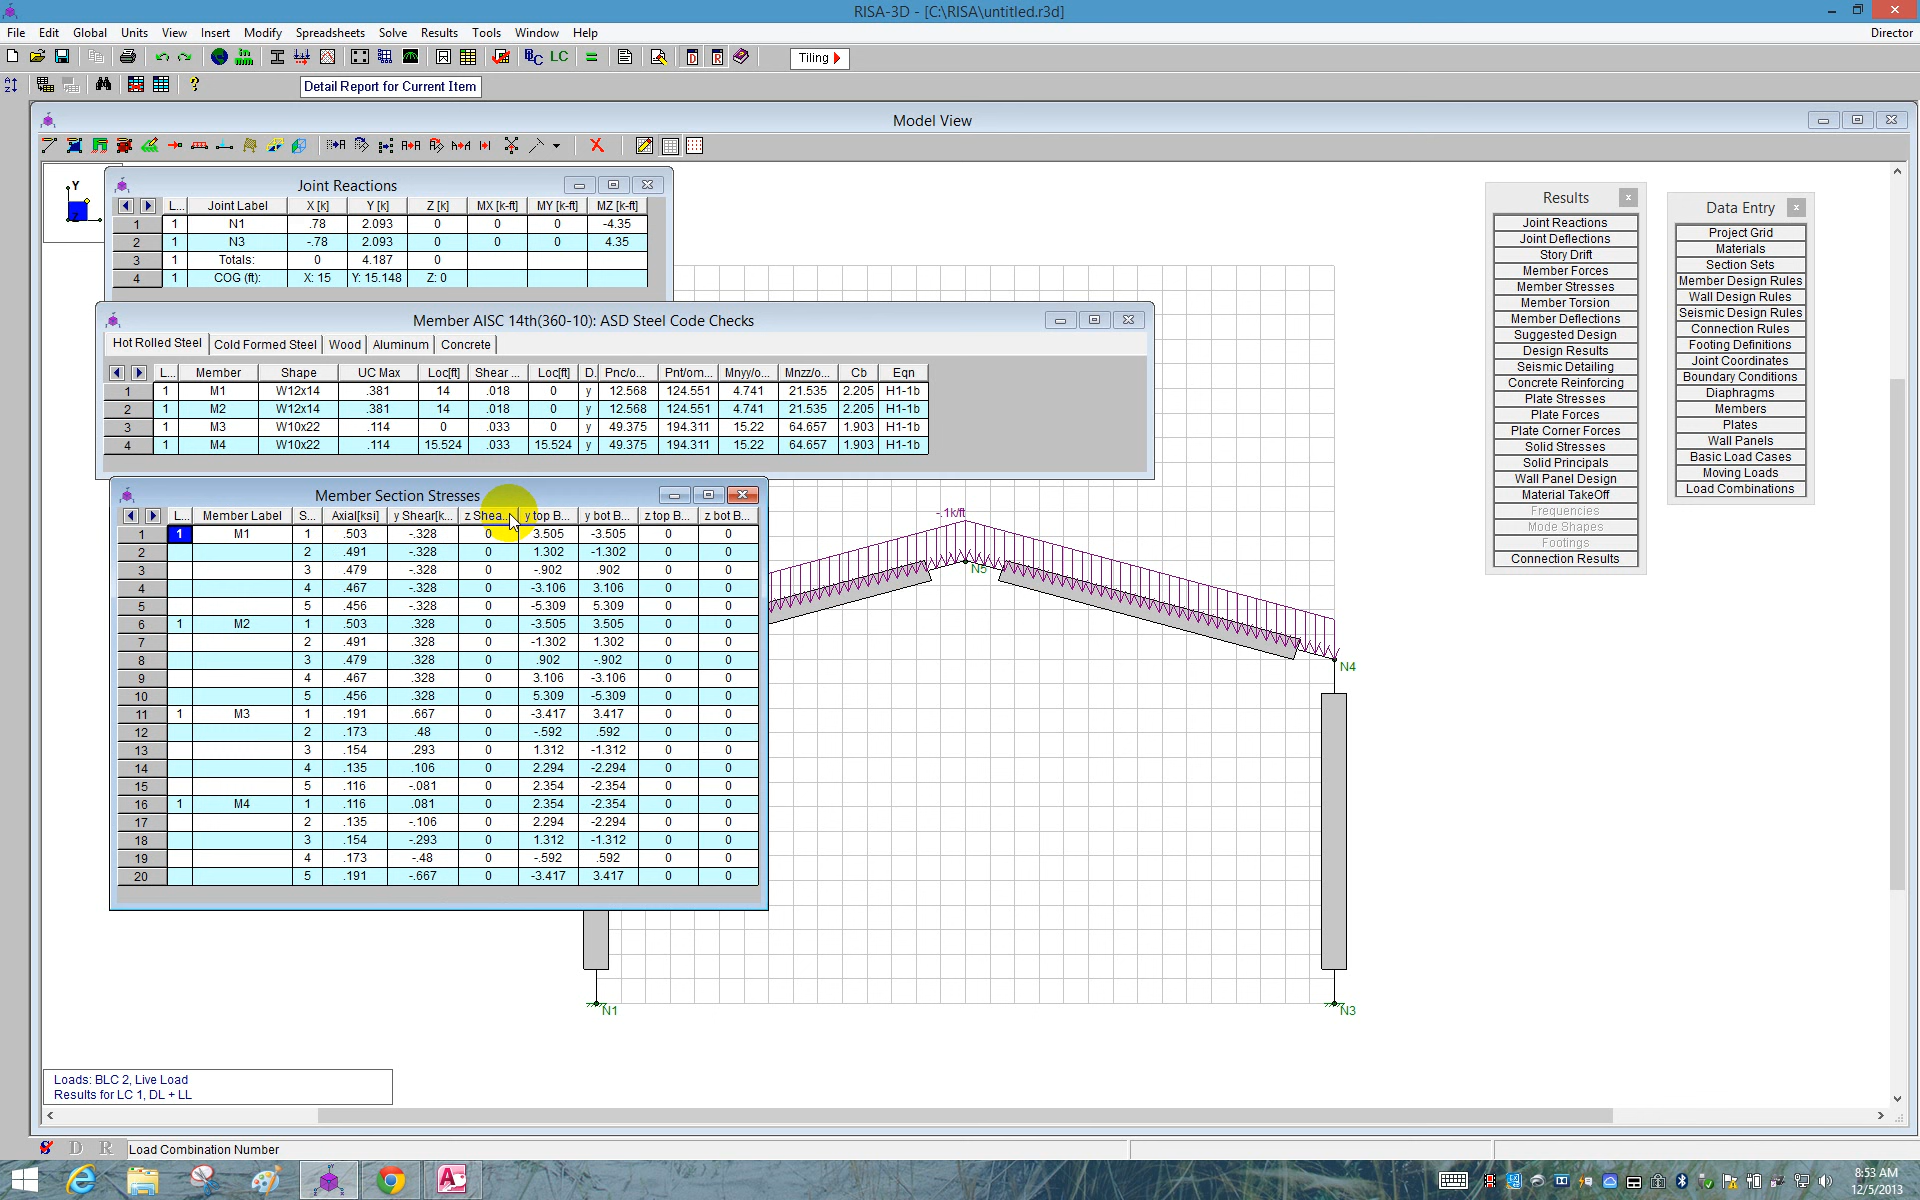 RISA-3D - [C:\RISA\untitled.r3d]
File Edit Global Units View Insert Modify Spreadsheets Solve Results Tools Window Help Director
Tiling
Detail Report for Current Item
Model View
Joint Reactions
L... Joint Label X [k] Y [k] Z [k] MX [k-ft] MY [k-ft] MZ [k-ft]
1 1 N1 .78 2.093 0 0 0 -4.35
2 1 N3 -.78 2.093 0 0 0 4.35
3 1 Totals: 0 4.187 0
4 1 COG (ft): X: 15 Y: 15.148 Z: 0
Member AISC 14th(360-10): ASD Steel Code Checks
Hot Rolled Steel Cold Formed Steel Wood Aluminum Concrete
L... Member Shape UC Max Loc[ft] Shear ... Loc[ft] D. Pnc/o... Pnt/om... Mnyy/o... Mnzz/o... Cb Eqn
1 1 M1 W12x14 .381 14 .018 0 y 12.568 124.551 4.741 21.535 2.205 H1-1b
2 1 M2 W12x14 .381 14 .018 0 y 12.568 124.551 4.741 21.535 2.205 H1-1b
3 1 M3 W10x22 .114 0 .033 0 y 49.375 194.311 15.22 64.657 1.903 H1-1b
4 1 M4 W10x22 .114 15.524 .033 15.524 y 49.375 194.311 15.22 64.657 1.903 H1-1b
Member Section Stresses
L... Member Label S... Axial[ksi] y Shear[k... z Shea... y top B... y bot B... z top B... z bot B...
1 1 M1 1 .503 -.328 0 3.505 -3.505 0 0
2 2 .491 -.328 0 1.302 -1.302 0 0
3 3 .479 -.328 0 -.902 .902 0 0
4 4 .467 -.328 0 -3.106 3.106 0 0
5 5 .456 -.328 0 -5.309 5.309 0 0
6 1 M2 1 .503 .328 0 -3.505 3.505 0 0
7 2 .491 .328 0 -1.302 1.302 0 0
8 3 .479 .328 0 .902 -.902 0 0
9 4 .467 .328 0 3.106 -3.106 0 0
10 5 .456 .328 0 5.309 -5.309 0 0
11 1 M3 1 .191 .667 0 -3.417 3.417 0 0
12 2 .173 .48 0 -.592 .592 0 0
13 3 .154 .293 0 1.312 -1.312 0 0
14 4 .135 .106 0 2.294 -2.294 0 0
15 5 .116 -.081 0 2.354 -2.354 0 0
16 1 M4 1 .116 .081 0 2.354 -2.354 0 0
17 2 .135 -.106 0 2.294 -2.294 0 0
18 3 .154 -.293 0 1.312 -1.312 0 0
19 4 .173 -.48 0 -.592 .592 0 0
20 5 .191 -.667 0 -3.417 3.417 0 0
Y
Z
-.1k/ft
N5
N4
N1
N3
Results
Joint Reactions
Joint Deflections
Story Drift
Member Forces
Member Stresses
Member Torsion
Member Deflections
Suggested Design
Design Results
Seismic Detailing
Concrete Reinforcing
Plate Stresses
Plate Forces
Plate Corner Forces
Solid Stresses
Solid Principals
Wall Panel Design
Material TakeOff
Frequencies
Mode Shapes
Footings
Connection Results
Data Entry
Project Grid
Materials
Section Sets
Member Design Rules
Wall Design Rules
Seismic Design Rules
Connection Rules
Footing Definitions
Joint Coordinates
Boundary Conditions
Diaphragms
Members
Plates
Wall Panels
Basic Load Cases
Moving Loads
Load Combinations
Loads: BLC 2, Live Load
Results for LC 1, DL + LL
D R Load Combination Number
8:53 AM
12/5/2013